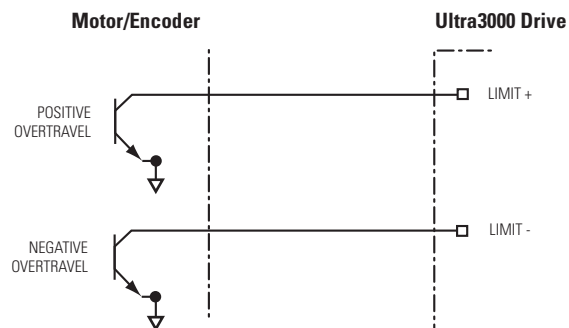 Motor/Encoder
Ultra3000 Drive
POSITIVE
OVERTRAVEL
LIMIT +
NEGATIVE
OVERTRAVEL
LIMIT -